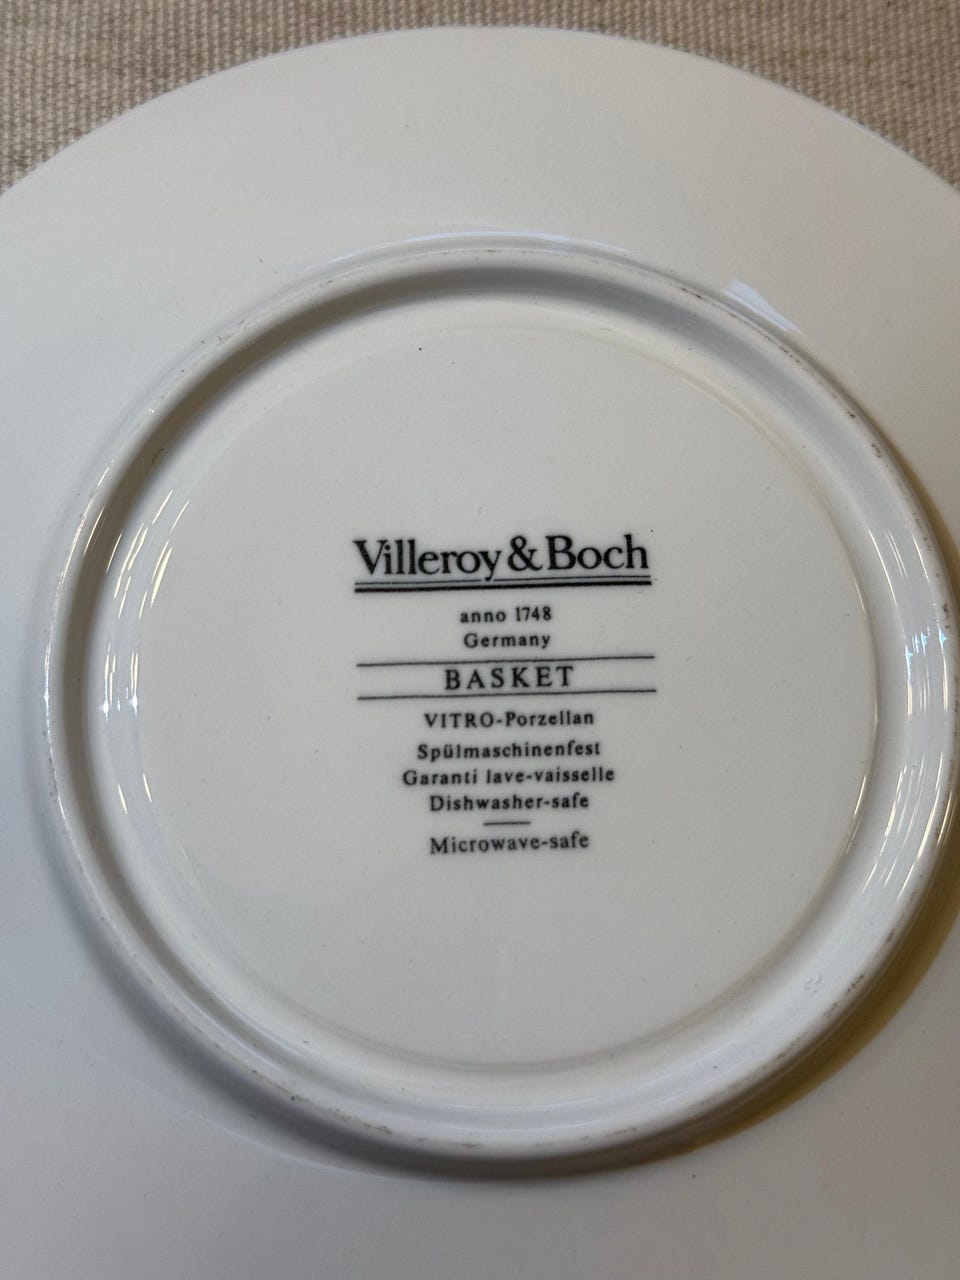 Villeroy & Boch
anno 1748
Germany
BASKET
VITRO-Porzellan
Spülmaschinenfest
Garanti lave-vaisselle
Dishwasher-safe
Microwave-safe